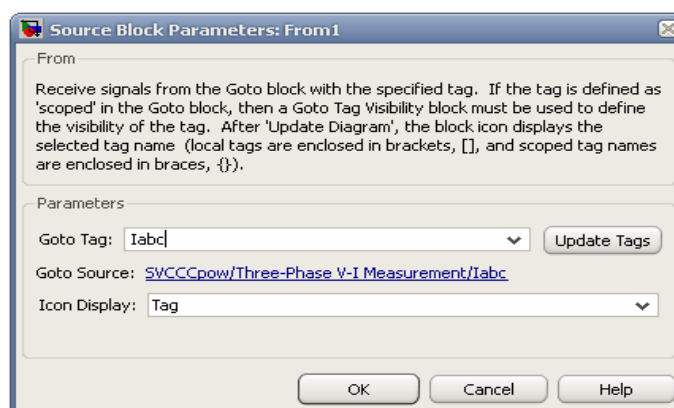 Source Block Parameters: From1
From
Receive signals from the Goto block with the specified tag. If the tag is defined as
'scoped' in the Goto block, then a Goto Tag Visibility block must be used to define
the visibility of the tag. After 'Update Diagram', the block icon displays the
selected tag name (local tags are enclosed in brackets, [], and scoped tag names
are enclosed in braces, {}).
Parameters
Goto Tag: Iabc Update Tags
Goto Source: SVCCCpow/Three-Phase V-I Measurement/Iabc
Icon Display: Tag
OK Cancel Help